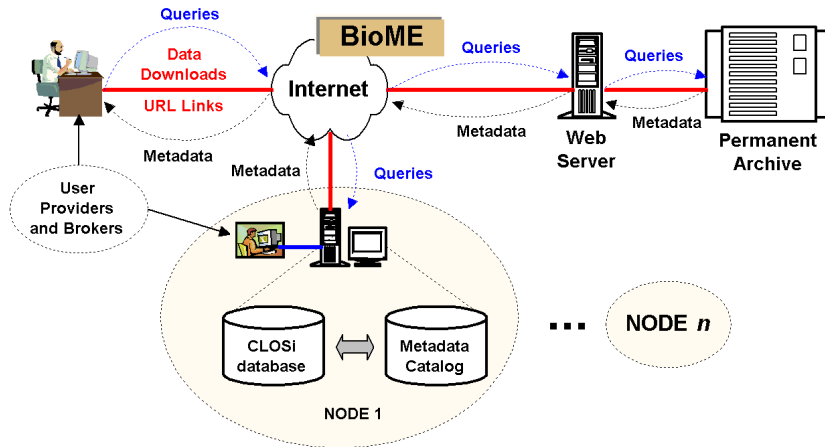 Queries
BioME
Data
Downloads
URL Links
Metadata
Internet
Queries
Metadata
Web
Server
Queries
Metadata
Permanent
Archive
Metadata
Queries
User
Providers
and Brokers
CLOSi
database
Metadata
Catalog
NODE 1
...
NODE n